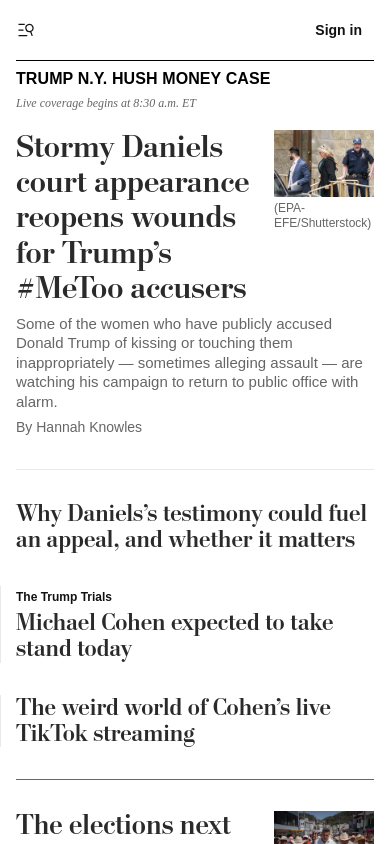 Sign in
TRUMP N.Y. HUSH MONEY CASE
Live coverage begins at 8:30 a.m. ET
Stormy Daniels
court appearance
reopens wounds
for Trump’s
#MeToo accusers
(EPA-
EFE/Shutterstock)
Some of the women who have publicly accused
Donald Trump of kissing or touching them
inappropriately — sometimes alleging assault — are
watching his campaign to return to public office with
alarm.
By Hannah Knowles
Why Daniels’s testimony could fuel
an appeal, and whether it matters
The Trump Trials
Michael Cohen expected to take
stand today
The weird world of Cohen’s live
TikTok streaming
The elections next